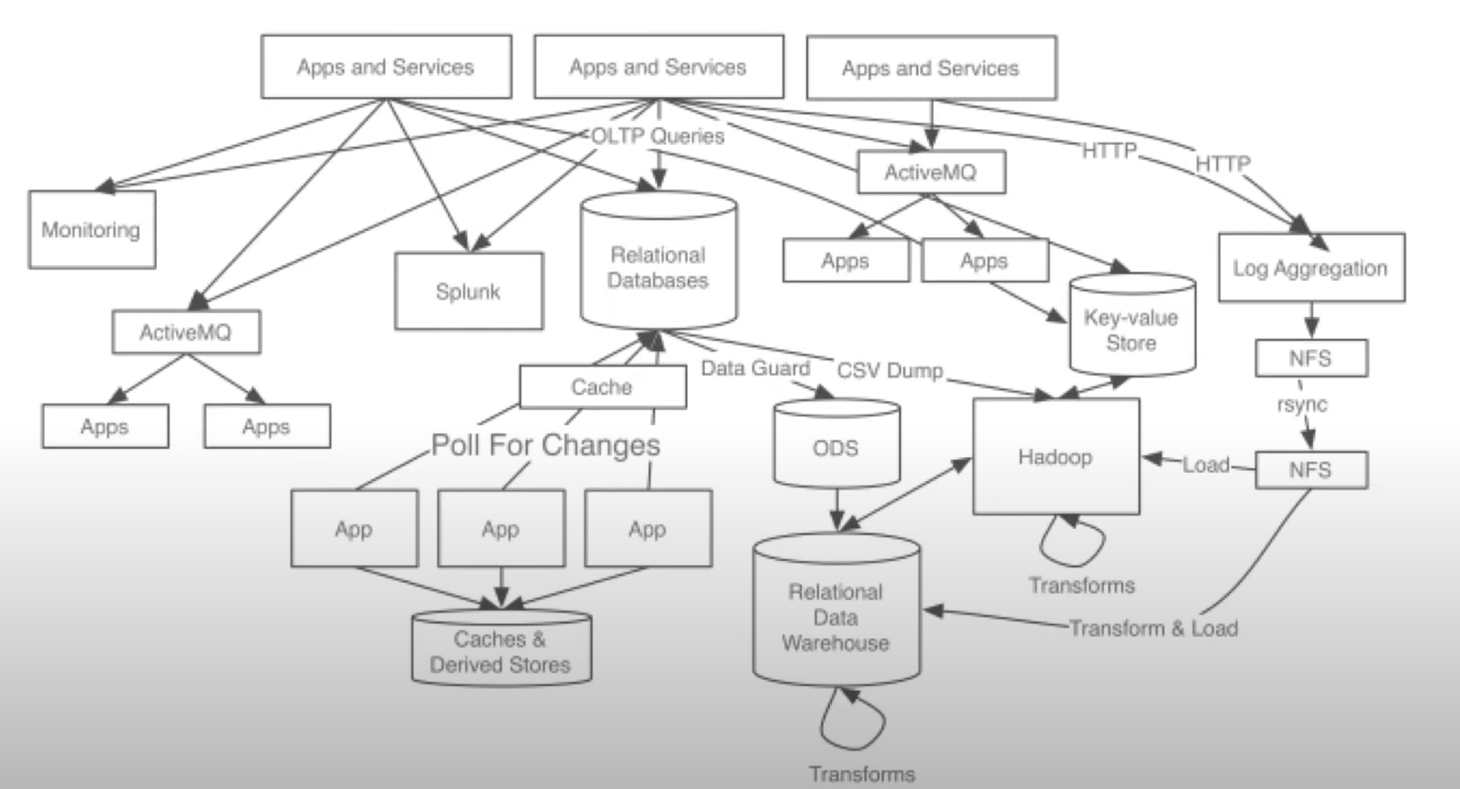 Apps and Services
Apps and Services
Apps and Services
OLTP Queries
HTTP
HTTP
ActiveMQ
Monitoring
Relational
Databases
Apps
Apps
Log Aggregation
Splunk
Key-value
Store
ActiveMQ
NFS
Data Guard
CSV Dump
Cache
rsync
Apps
Apps
Poll For Changes
ODS
Hadoop
Load
NFS
App
App
App
Transforms
Relational
Data
Warehouse
Transform & Load
Caches &
Derived Stores
Transforms